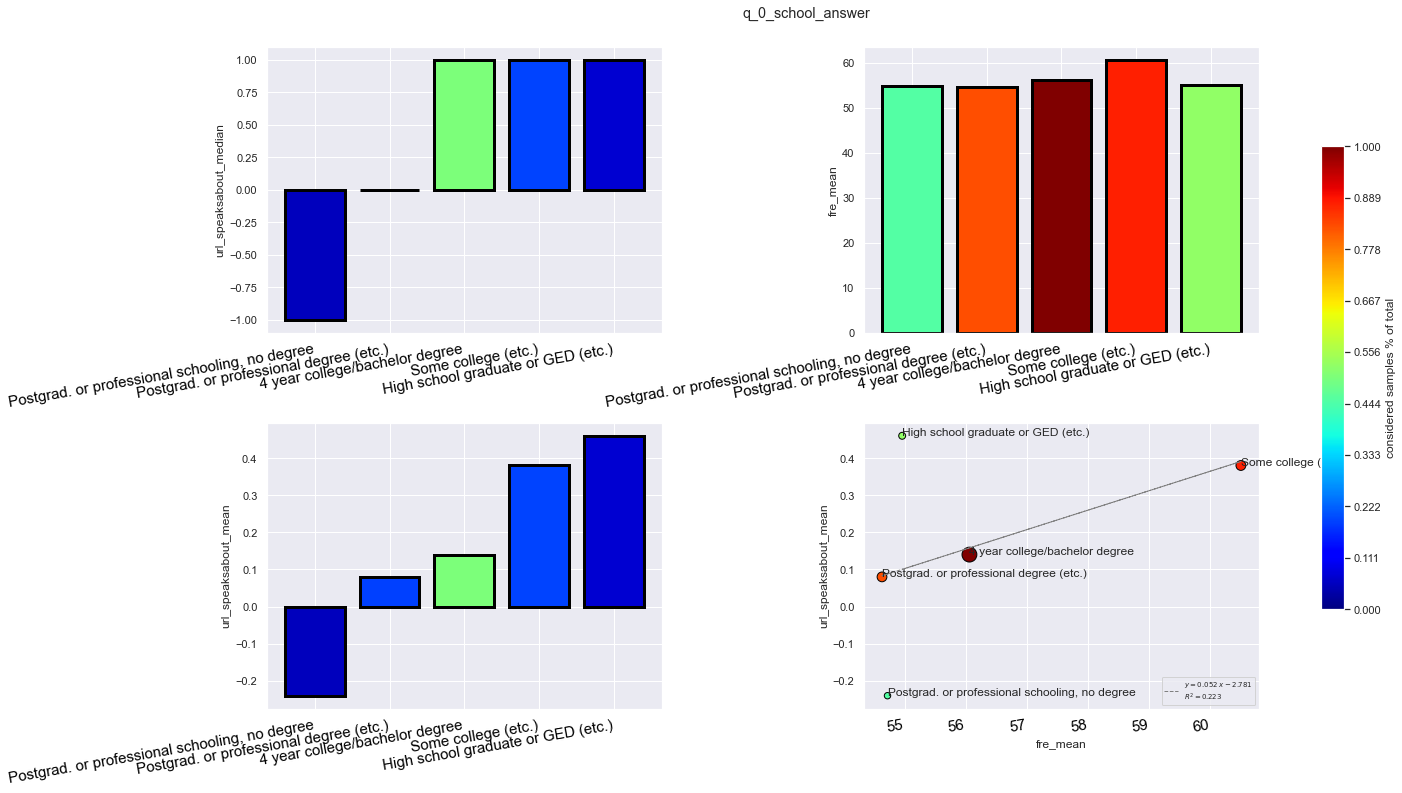 q_0_school_answer
1.00
0.75
0.50
0.25
0.00
−0.25
−0.50
−0.75
−1.00
url_speaksabout_median
Postgrad. or professional schooling, no degree
Postgrad. or professional degree (etc.)
4 year college/bachelor degree
Some college (etc.)
High school graduate or GED (etc.)
60
50
40
30
20
10
0
fre_mean
Postgrad. or professional schooling, no degree
Postgrad. or professional degree (etc.)
4 year college/bachelor degree
Some college (etc.)
High school graduate or GED (etc.)
0.4
0.3
0.2
0.1
0.0
−0.1
−0.2
url_speaksabout_mean
Postgrad. or professional schooling, no degree
Postgrad. or professional degree (etc.)
4 year college/bachelor degree
Some college (etc.)
High school graduate or GED (etc.)
0.4
0.3
0.2
0.1
0.0
−0.1
−0.2
url_speaksabout_mean
High school graduate or GED (etc.)
Some college (
year college/bachelor degree
Postgrad. or professional degree (etc.)
Postgrad. or professional schooling, no degree
y = 0.052 x − 2.781
R² = 0.223
55
56
57
58
59
60
fre_mean
1.000
0.889
0.778
0.667
0.556
0.444
0.333
0.222
0.111
0.000
considered samples % of total